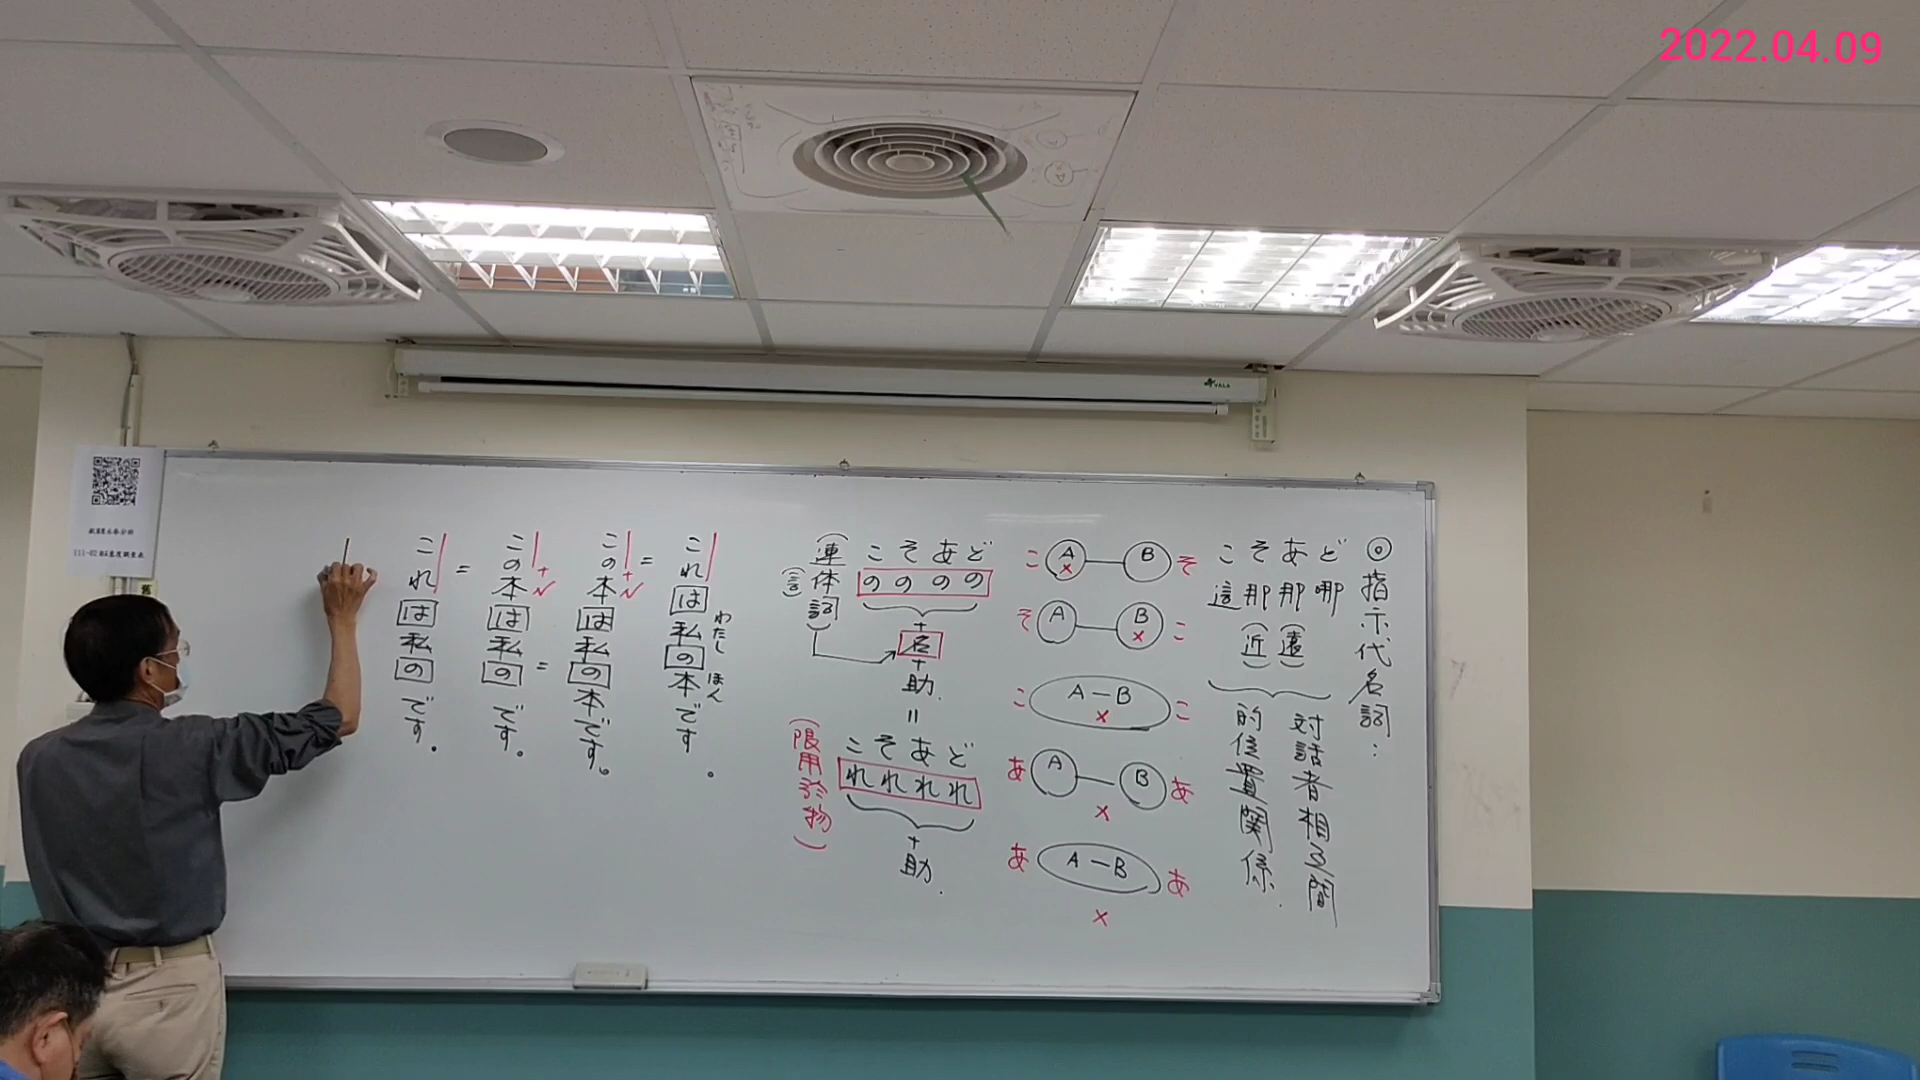 2022.04.09
◎指示代名詞：
こそあど
這那那哪
(近)(遠)
対話者相互間
的位置関係.
こ A B そ
×
そ A B こ
×
こ A－B こ
×
あ A B あ
×
あ A－B あ
×
こそあど
のののの
+
名
+
助.
=
こそあど
れれれれ
+
助.
(連体詞)
(言)
(限用於物)
わたし ほん
これは私の本です。
=
この本は私の本です。
+N
=
この本は私のです。
+N
=
これは私のです。
VALA